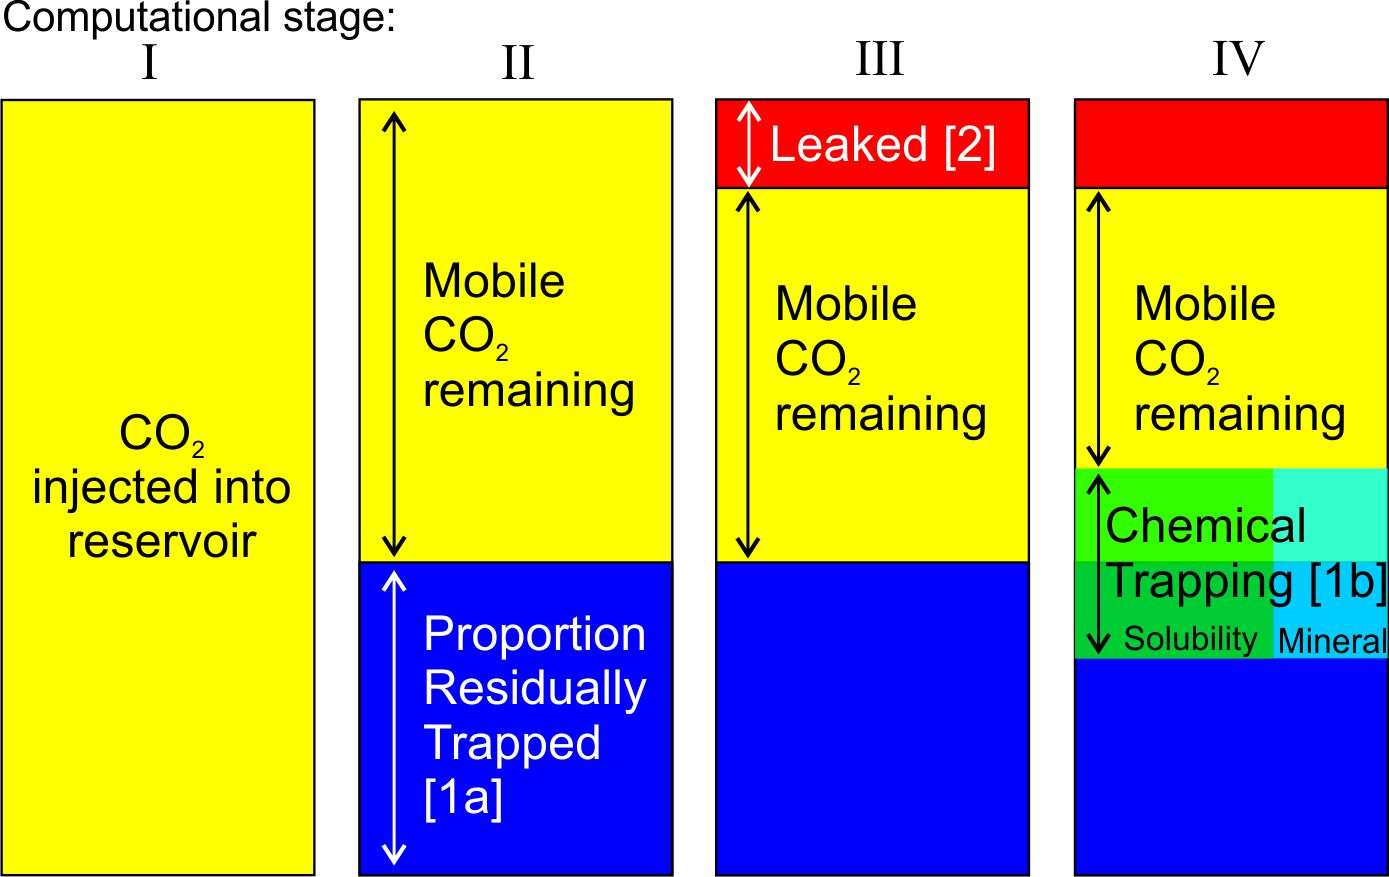 Computational stage:
I
II
III
IV
CO₂
injected into
reservoir
Mobile
CO₂
remaining
Proportion
Residually
Trapped
[1a]
Leaked [2]
Mobile
CO₂
remaining
Mobile
CO₂
remaining
Chemical
Trapping [1b]
Solubility
Mineral